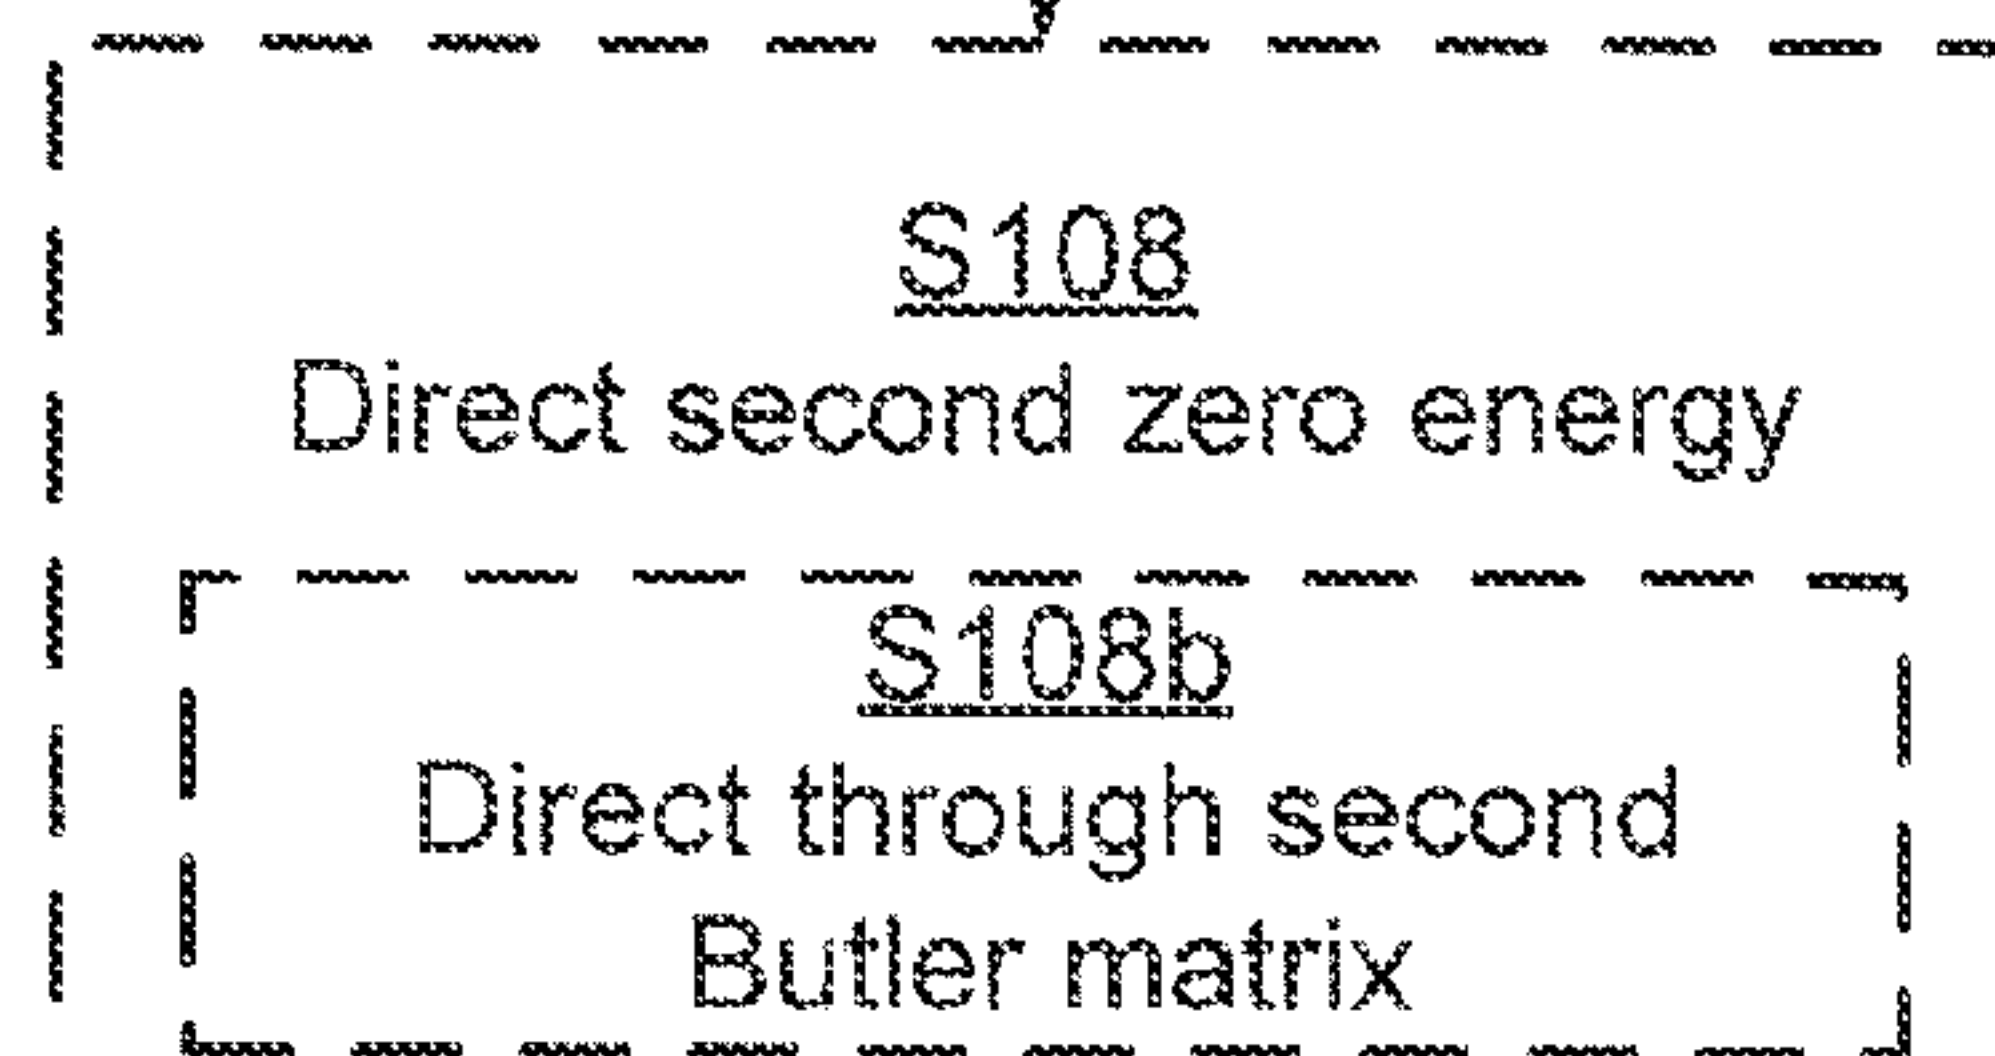 S108
Direct second zero energy
S108b
Direct through second
Butler matrix